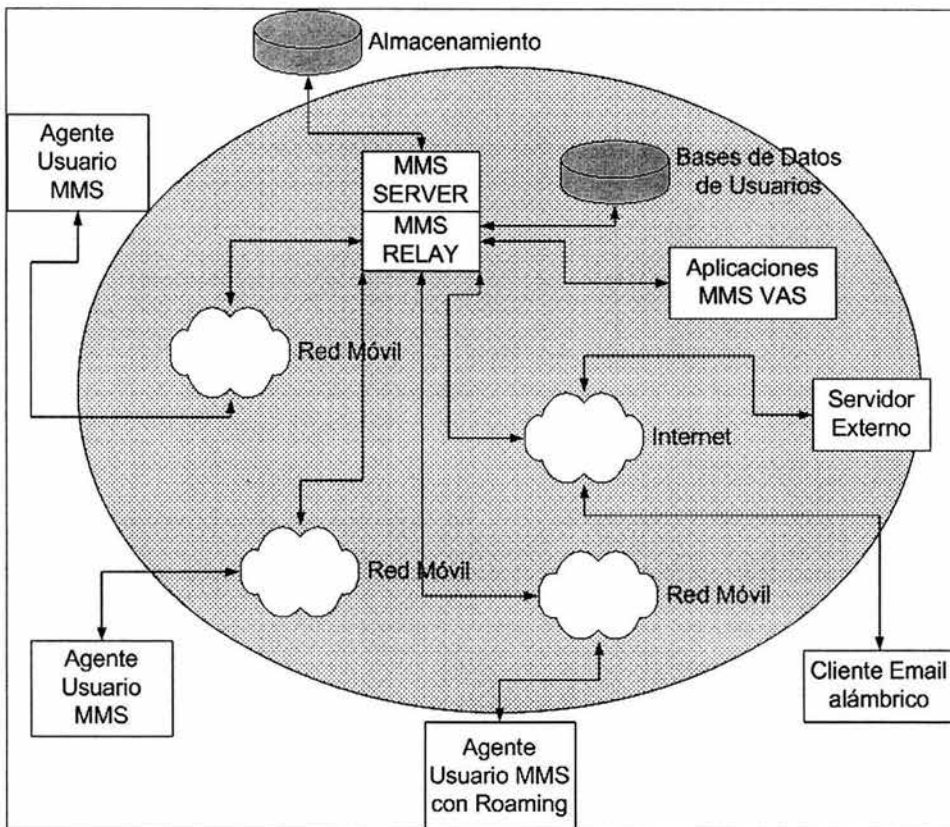 Almacenamiento
Agente
Usuario
MMS
MMS
SERVER
MMS
RELAY
Bases de Datos
de Usuarios
Aplicaciones
MMS VAS
Red Móvil
Servidor
Externo
Internet
Red Móvil
Red Móvil
Agente
Usuario
MMS
Cliente Email
alámbrico
Agente
Usuario MMS
con Roaming